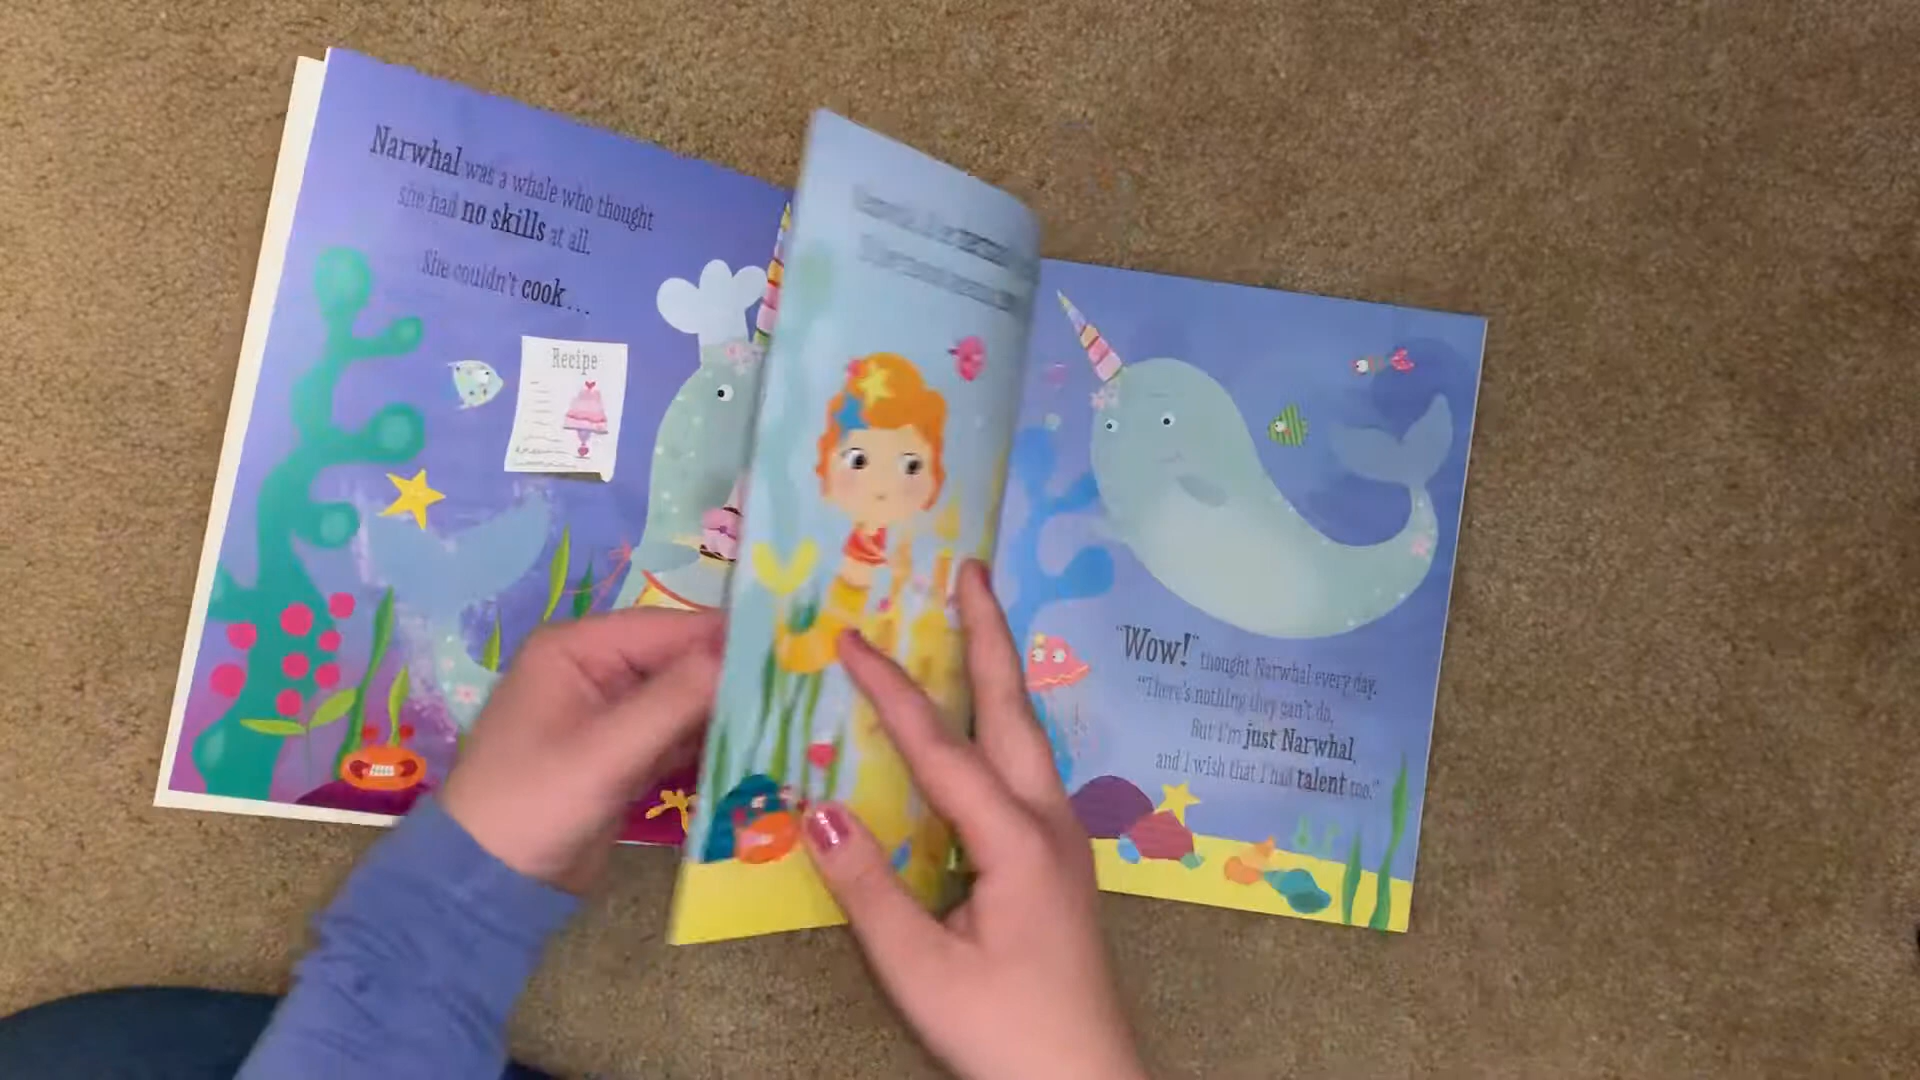 Narwhal was a whale who thought
she had no skills at all.
She couldn't cook...
Recipe
"Wow!" thought Narwhal every day.
"There's nothing they can't do,
But I'm just Narwhal,
and I wish that I had talent too."